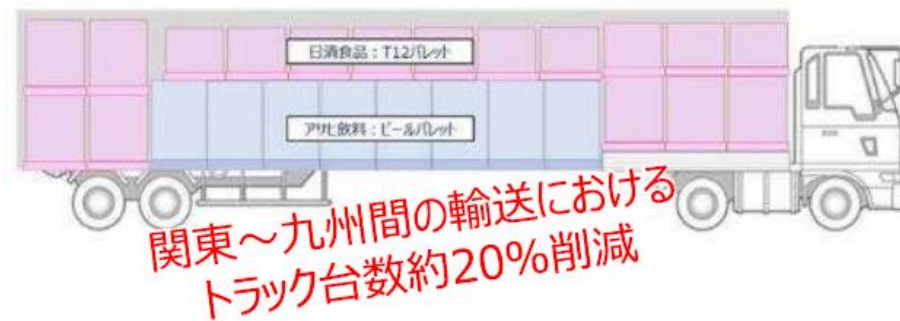 日清食品：T12パレット
アサヒ飲料：ビールパレット
関東～九州間の輸送における
トラック台数約20%削減